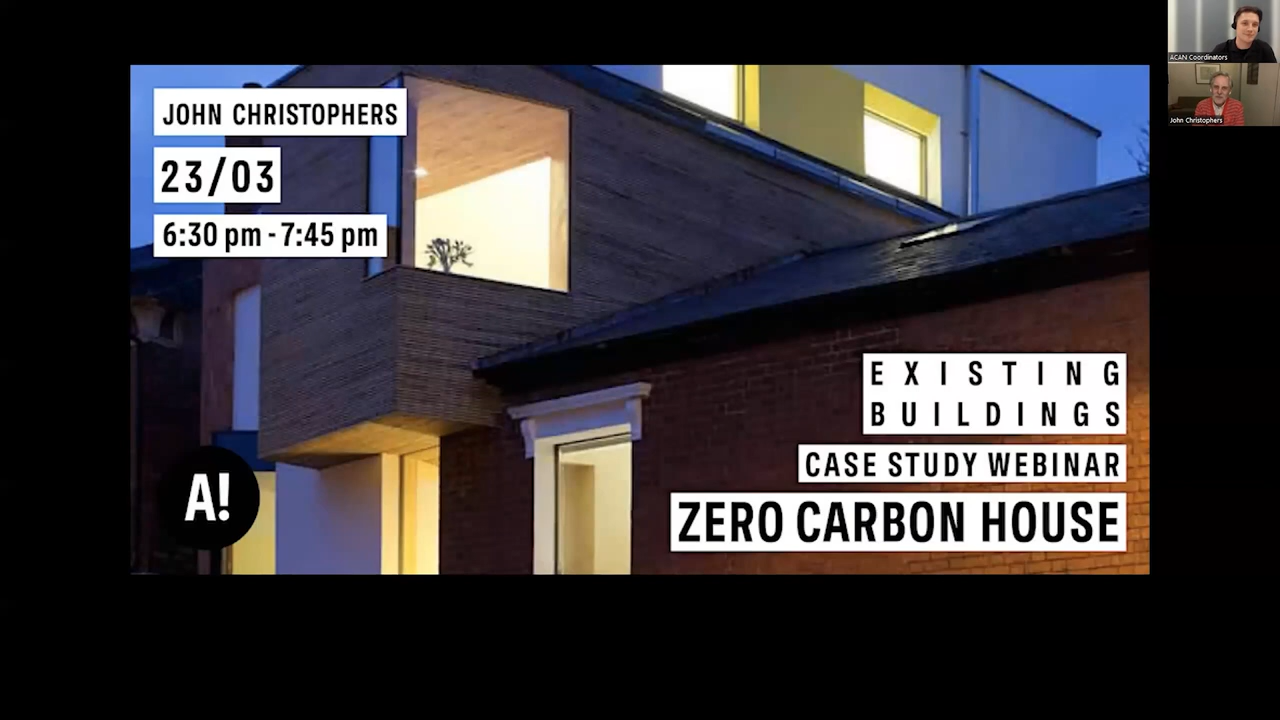 JOHN CHRISTOPHERS
23/03
6:30 pm - 7:45 pm
EXISTING
BUILDINGS
CASE STUDY WEBINAR
ZERO CARBON HOUSE
A!
ACAN Coordinators
John Christophers